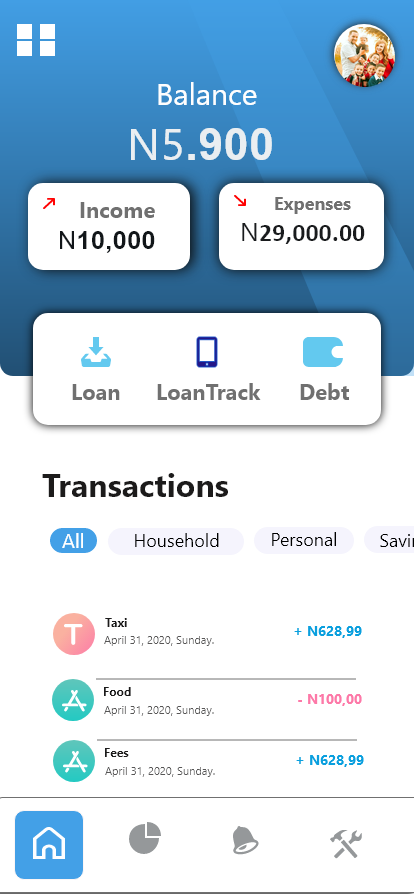 Balance
N5.900
Income
N10,000
Expenses
N29,000.00
Loan
LoanTrack
Debt
Transactions
All
Household
Personal
Savi
T
Taxi
April 31, 2020, Sunday.
+ N628,99
Food
April 31, 2020, Sunday.
- N100,00
Fees
April 31, 2020, Sunday.
+ N628,99